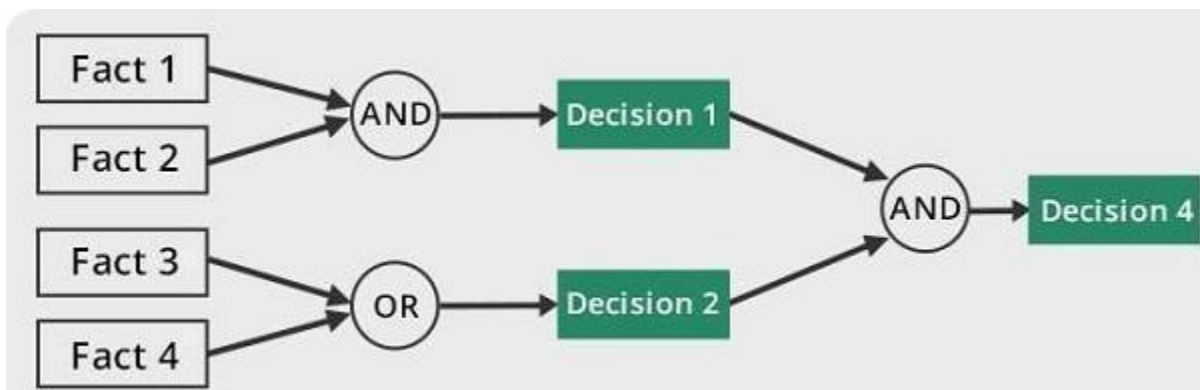 Fact 1
Fact 2
AND
Decision 1
Fact 3
Fact 4
OR
Decision 2
AND
Decision 4